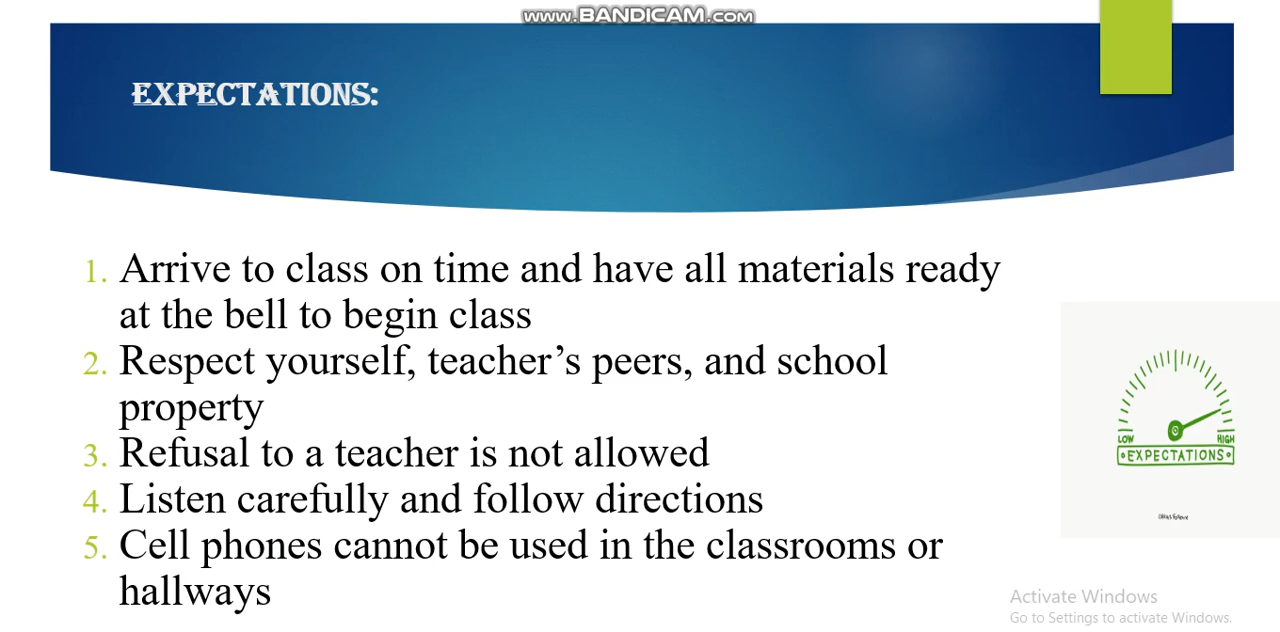 www.BANDICAM.com
EXPECTATIONS:
1. Arrive to class on time and have all materials ready
at the bell to begin class
2. Respect yourself, teacher’s peers, and school
property
3. Refusal to a teacher is not allowed
4. Listen carefully and follow directions
5. Cell phones cannot be used in the classrooms or
hallways
LOW HIGH
•EXPECTATIONS•
Activate Windows
Go to Settings to activate Windows.